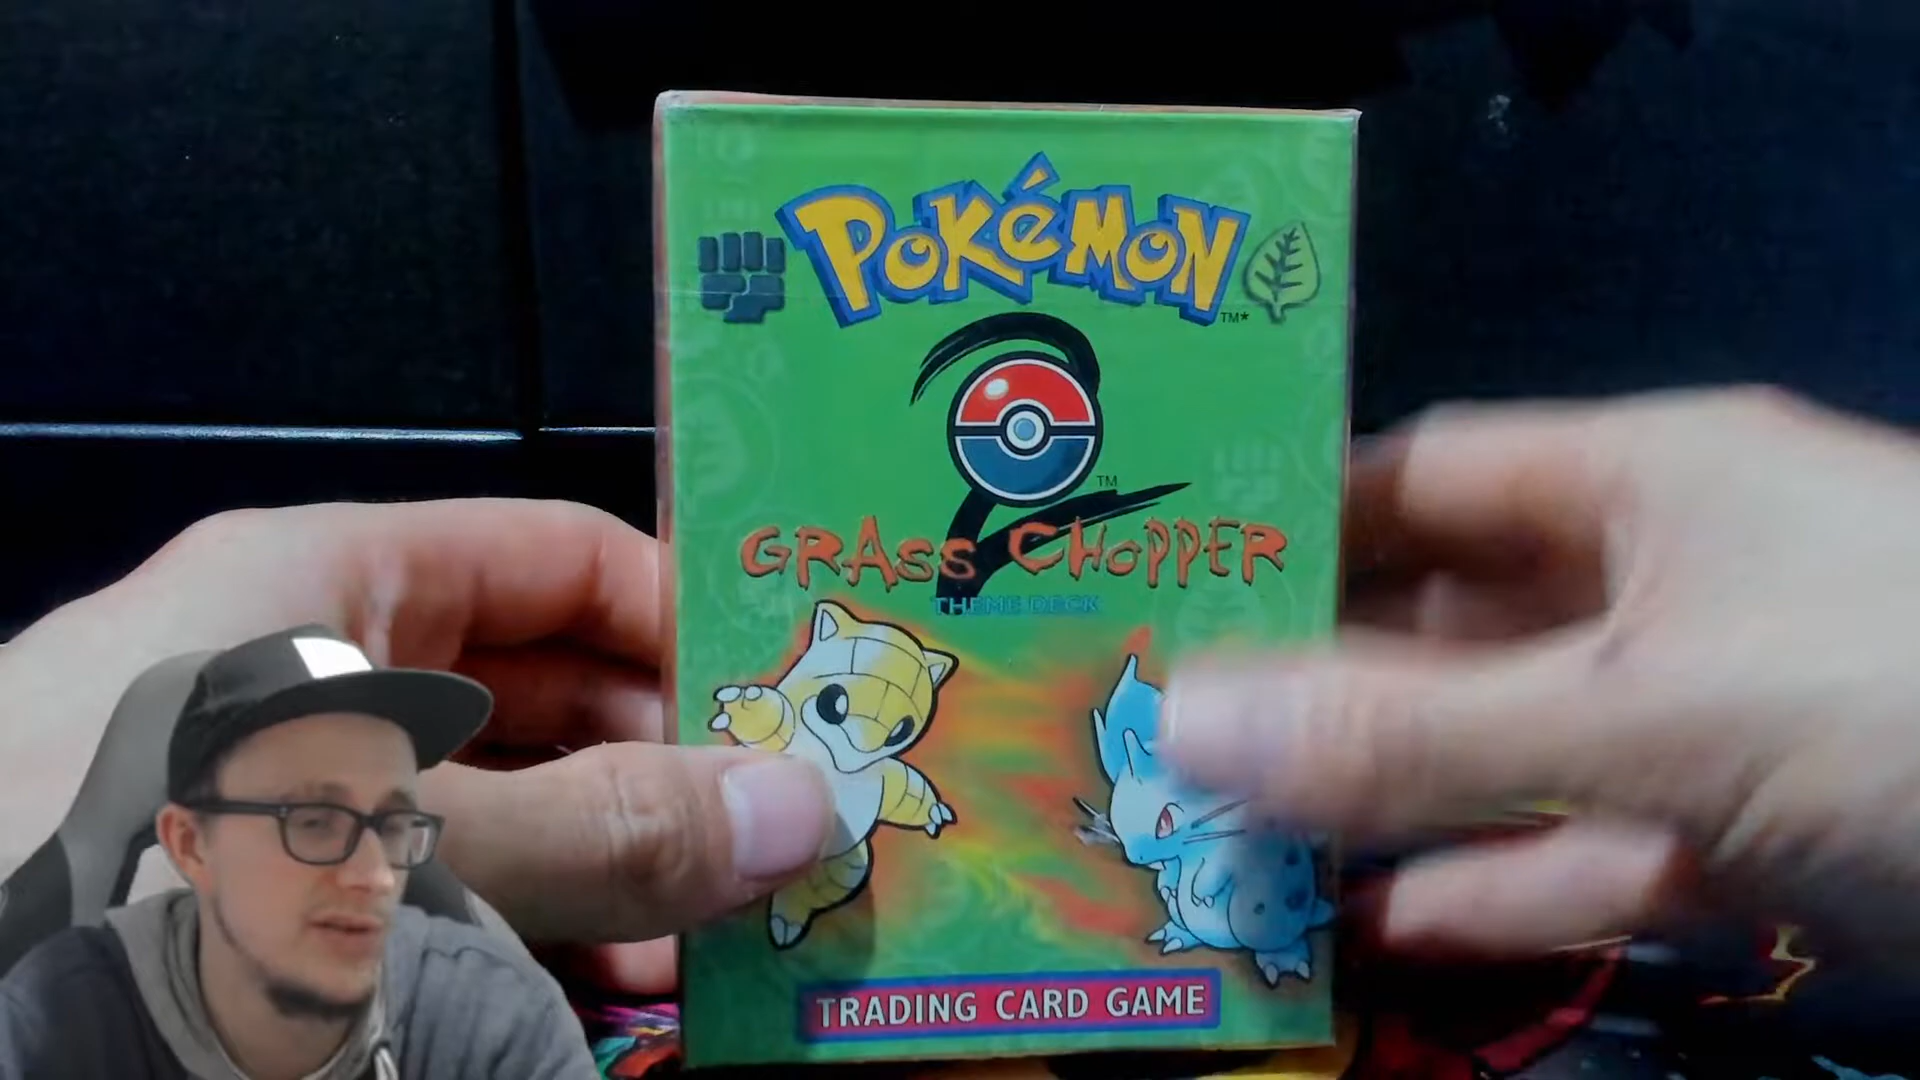 POKéMON
TM*
TM
GRASS CHOPPER
THEME DECK
TRADING CARD GAME